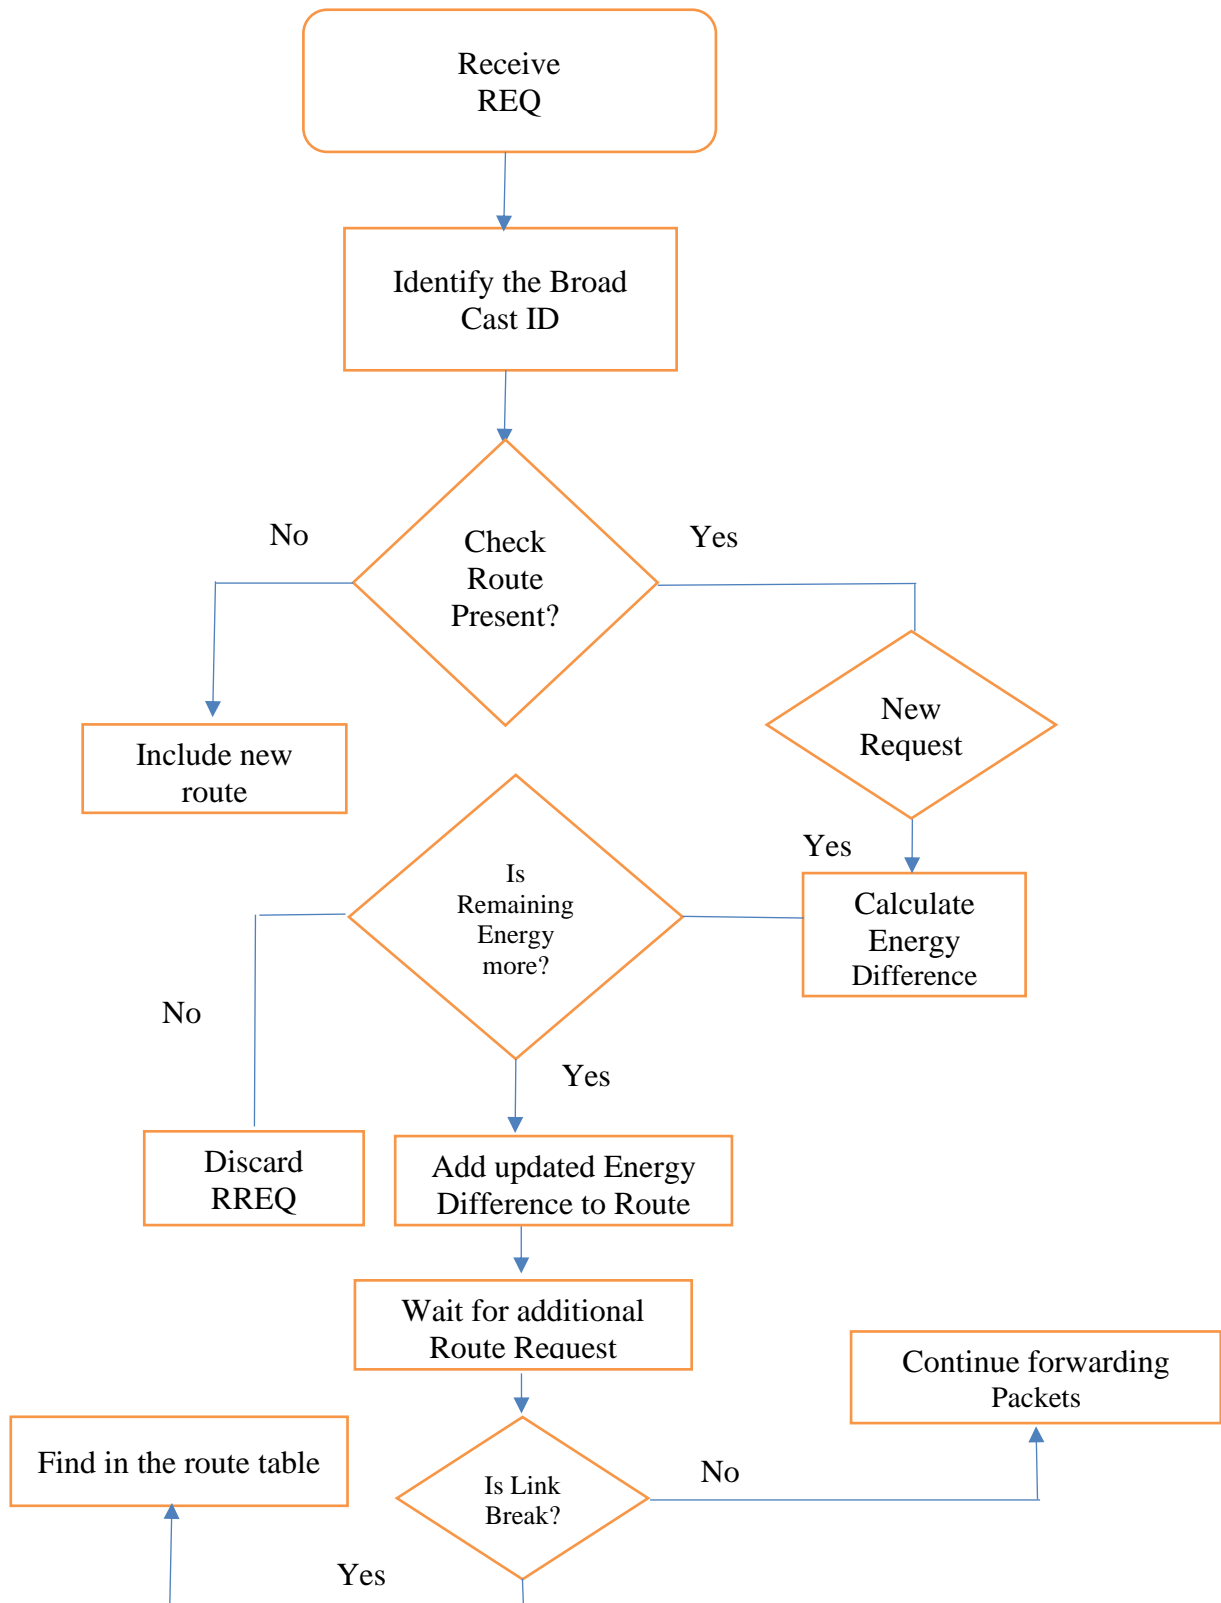 Receive
REQ
Identify the Broad
Cast ID
No
Yes
Check
Route
Present?
New
Request
Include new
route
Yes
Is
Remaining
Energy
more?
Calculate
Energy
Difference
No
Yes
Discard
RREQ
Add updated Energy
Difference to Route
Wait for additional
Route Request
Continue forwarding
Packets
Find in the route table
Is Link
Break?
No
Yes